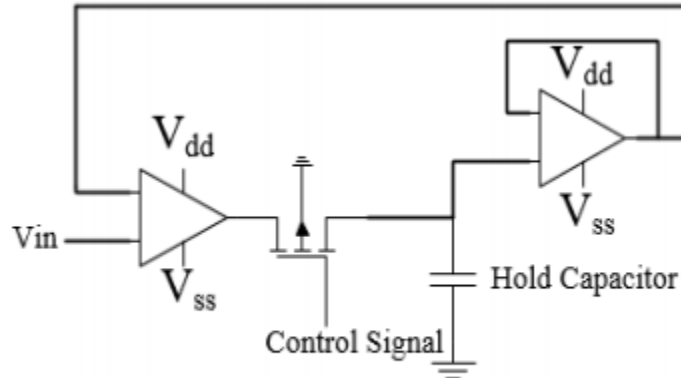 Vdd
Vdd
Vin
Vss
Vss
Hold Capacitor
Control Signal